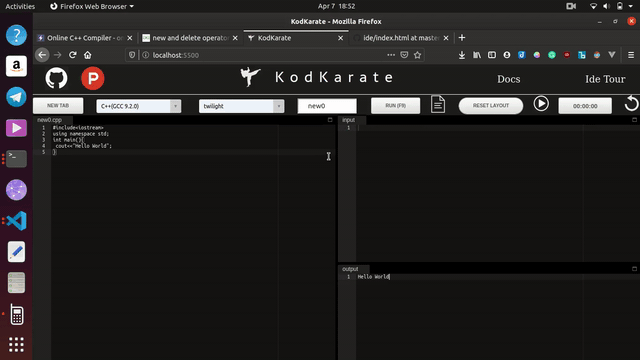 Activities Firefox Web Browser Apr 7 18:52
KodKarate - Mozilla Firefox
Online C++ Compiler - on
new and delete operator
KodKarate
ide/index.html at master
localhost:5500
KodKarate Docs Ide Tour
NEW TAB C++(GCC 9.2.0) twilight new0 RUN (F9) RESET LAYOUT 00:00:00
new0.cpp
1 #include<iostream>
2 using namespace std;
3 int main(){
4 cout<<"Hello World";
5 }
input
1
output
1 Hello World